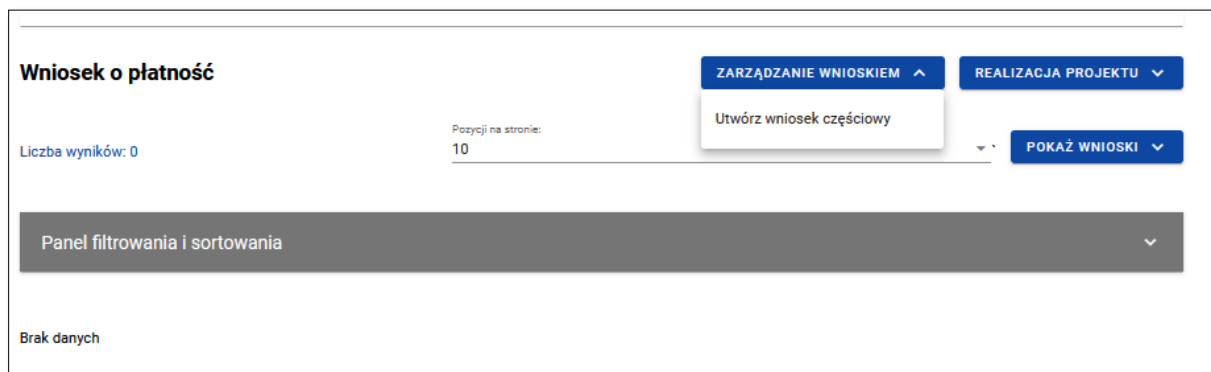 Wniosek o płatność
ZARZĄDZANIE WNIOSKIEM
REALIZACJA PROJEKTU
Utwórz wniosek częściowy
Liczba wyników: 0
Pozycji na stronie:
10
POKAŻ WNIOSKI
Panel filtrowania i sortowania
Brak danych